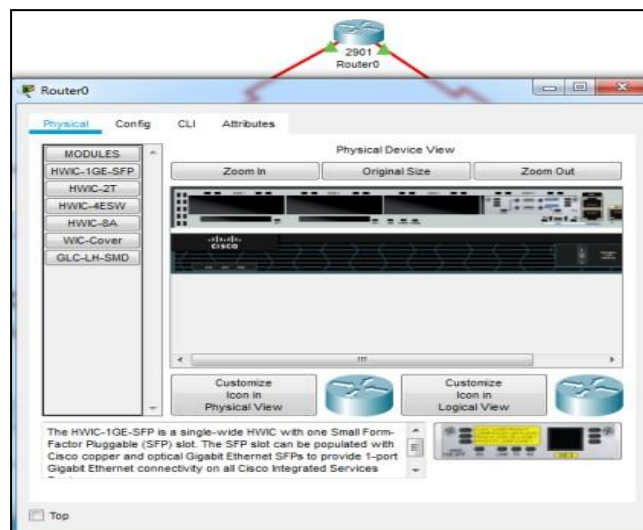 2901
Router0
Router0
Physical Config CLI Attributes
MODULES
HWIC-1GE-SFP
HWIC-2T
HWIC-4ESW
HWIC-8A
WIC-Cover
GLC-LH-SMD
Physical Device View
Zoom In Original Size Zoom Out
CISCO
Customize
Icon in
Physical View
Customize
Icon in
Logical View
The HWIC-1GE-SFP is a single-wide HWIC with one Small Form-
Factor Pluggable (SFP) slot. The SFP slot can be populated with
Cisco copper and optical Gigabit Ethernet SFPs to provide 1-port
Gigabit Ethernet connectivity on all Cisco Integrated Services
Top